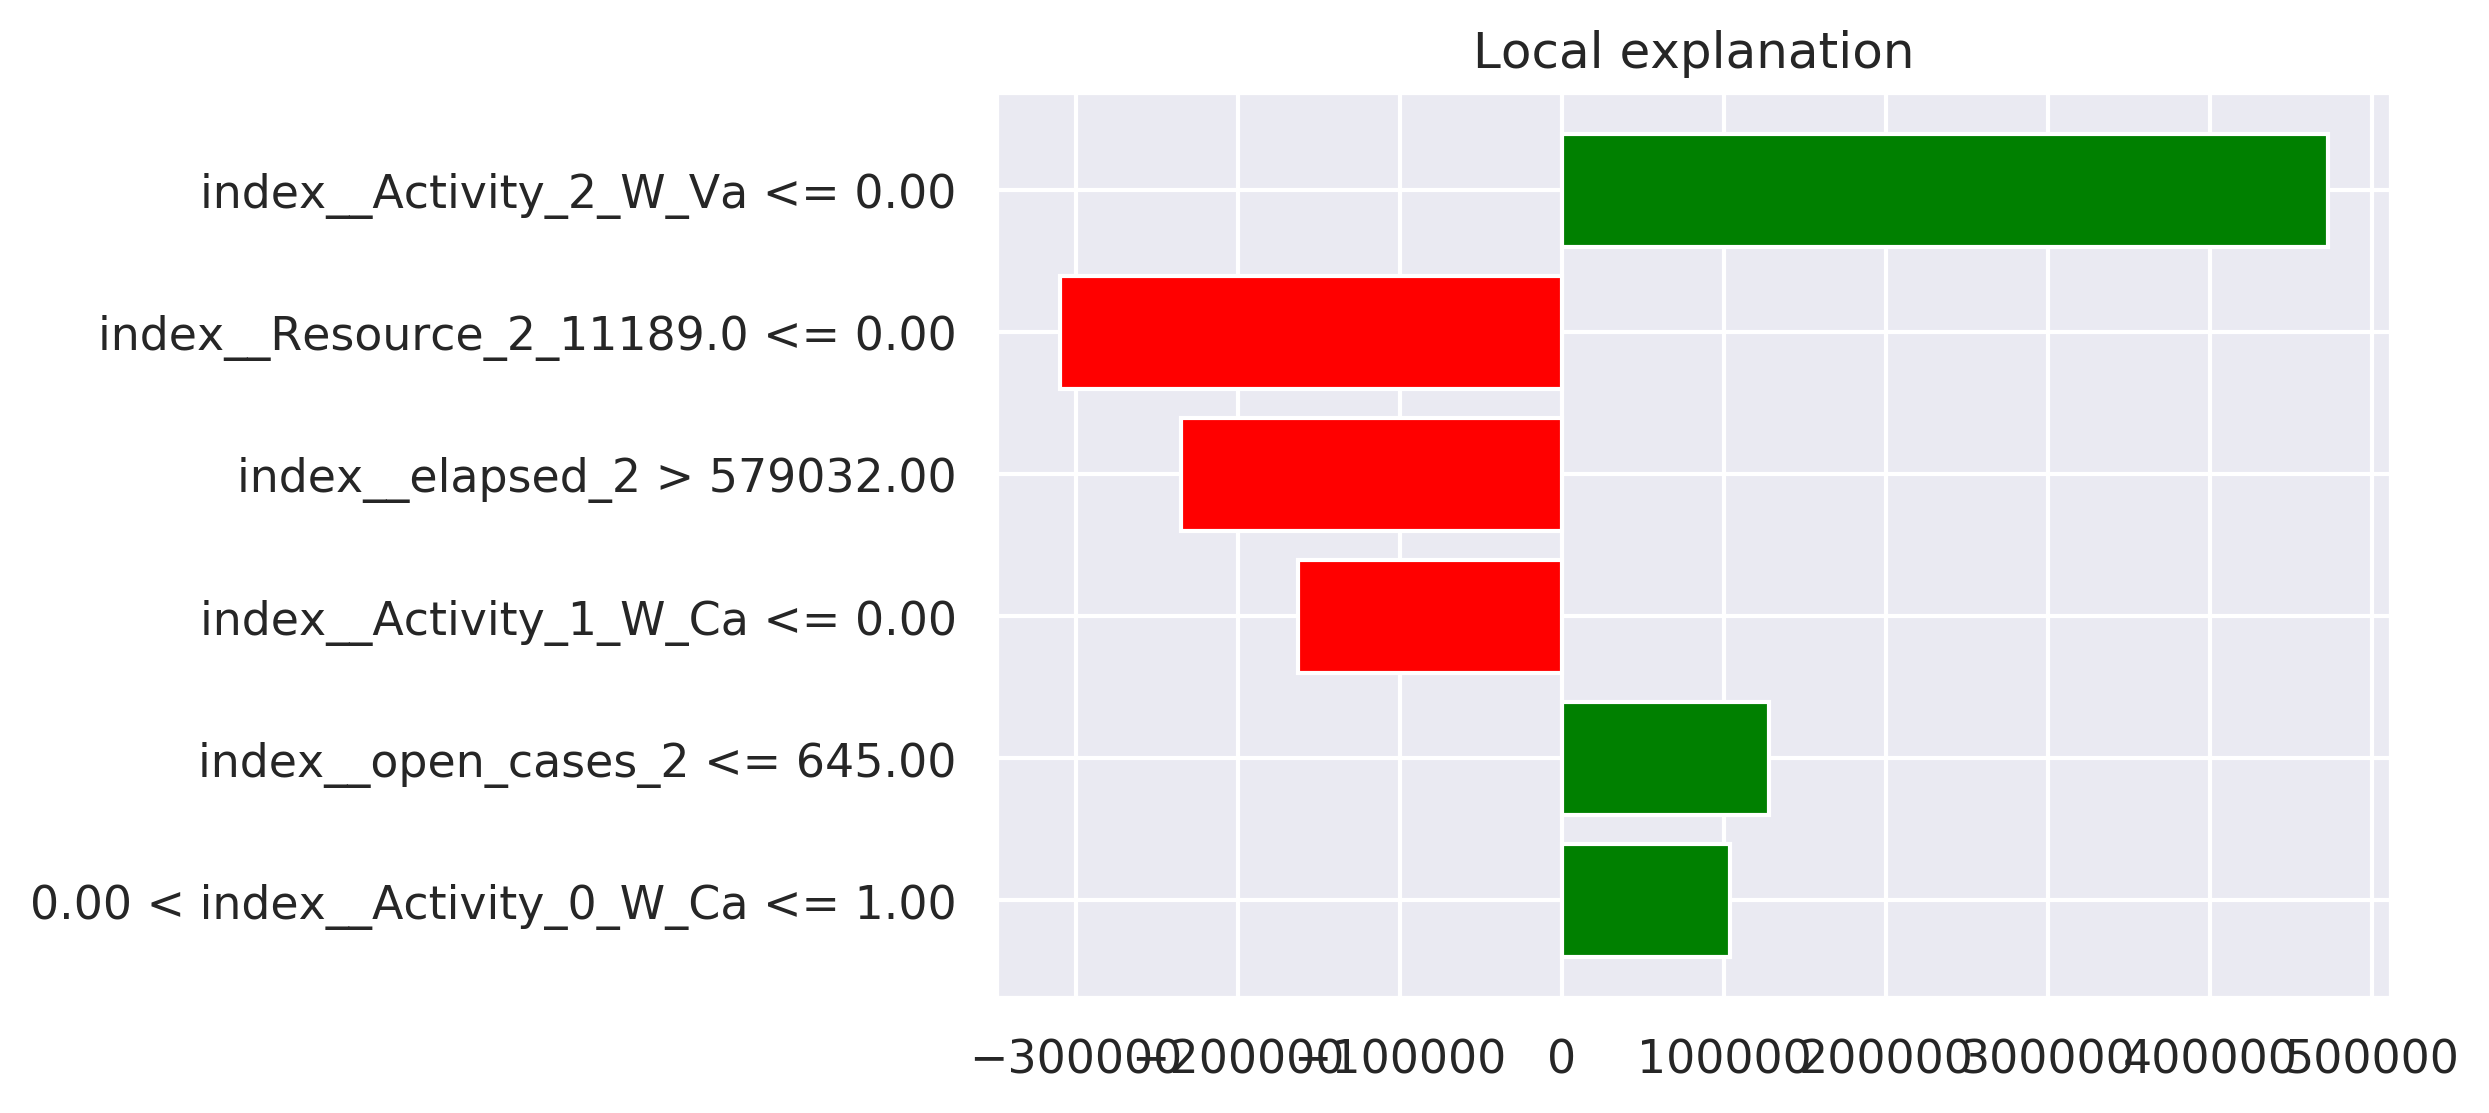 Local explanation
index__Activity_2_W_Va <= 0.00
index__Resource_2_11189.0 <= 0.00
index__elapsed_2 > 579032.00
index__Activity_1_W_Ca <= 0.00
index__open_cases_2 <= 645.00
0.00 < index__Activity_0_W_Ca <= 1.00
−300000 −200000 −100000 0 100000 200000 300000 400000 500000